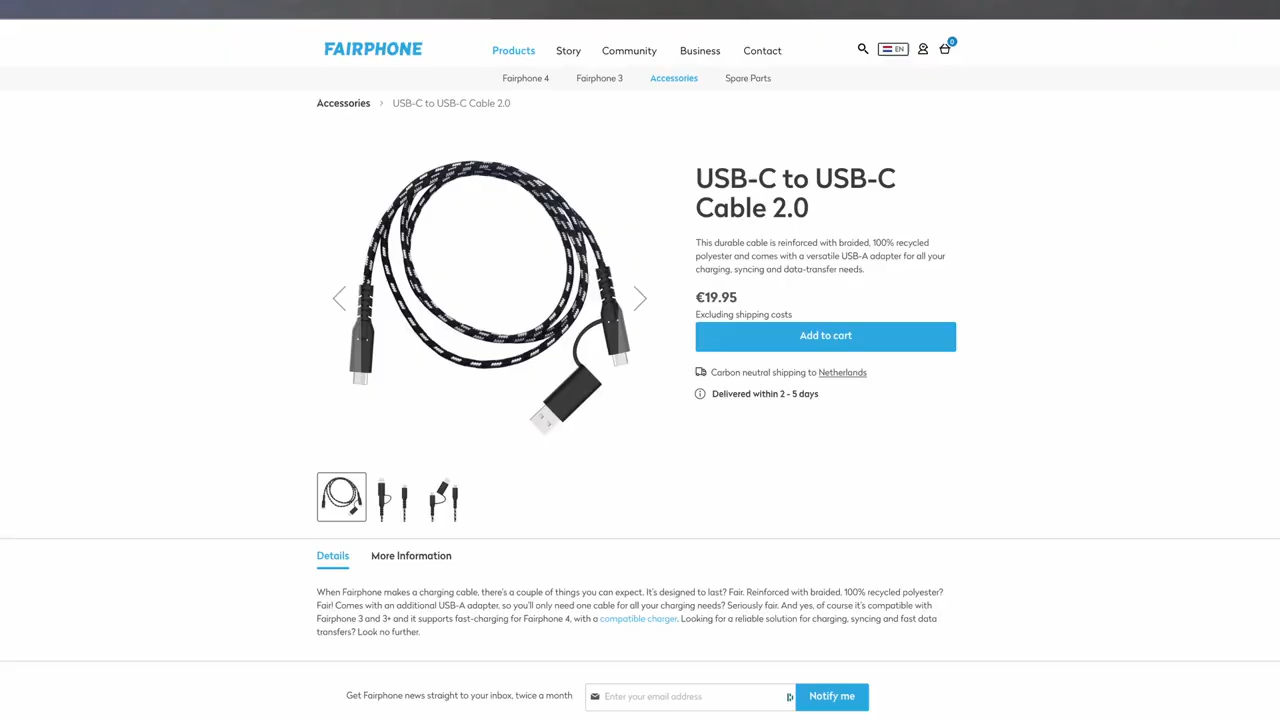 FAIRPHONE
Products Story Community Business Contact
EN
0
Fairphone 4 Fairphone 3 Accessories Spare Parts
Accessories > USB-C to USB-C Cable 2.0
USB-C to USB-C
Cable 2.0
This durable cable is reinforced with braided, 100% recycled
polyester and comes with a versatile USB-A adapter for all your
charging, syncing and data-transfer needs.
€19.95
Excluding shipping costs
Add to cart
Carbon neutral shipping to Netherlands
Delivered within 2 - 5 days
Details More Information
When Fairphone makes a charging cable, there's a couple of things you can expect. It's designed to last? Fair. Reinforced with braided, 100% recycled polyester?
Fair! Comes with an additional USB-A adapter, so you'll only need one cable for all your charging needs? Seriously fair. And yes, of course it's compatible with
Fairphone 3 and 3+ and it supports fast-charging for Fairphone 4, with a compatible charger. Looking for a reliable solution for charging, syncing and fast data
transfers? Look no further.
Get Fairphone news straight to your inbox, twice a month
Enter your email address
Notify me